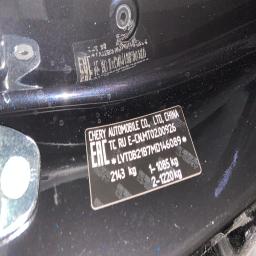 CHERY AUTOMOBILE CO., LTD, CHINA
EAC TC RU E-CN.MT02.00926
*LVTDB21B7MD146089*
2143 kg 1-1085 kg
2-1220 kg